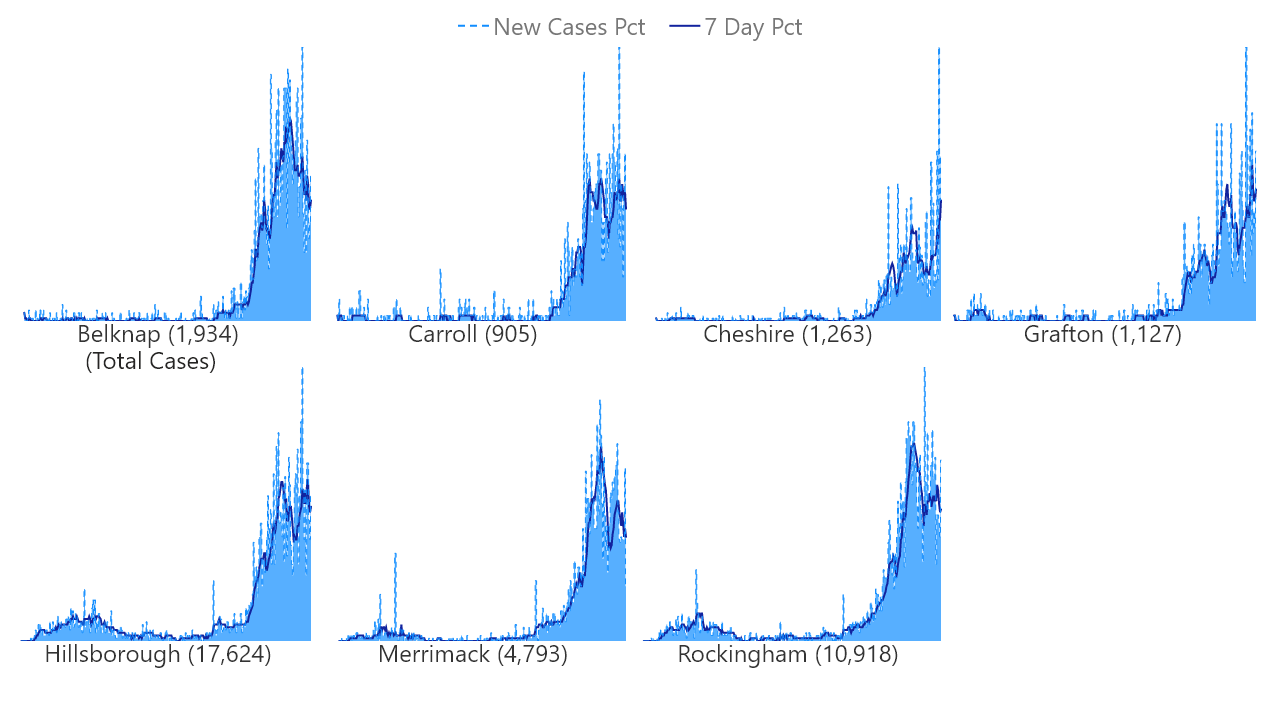 New Cases Pct 7 Day Pct
Belknap (1,934) Carroll (905) Cheshire (1,263) Grafton (1,127)
(Total Cases)
Hillsborough (17,624) Merrimack (4,793) Rockingham (10,918)